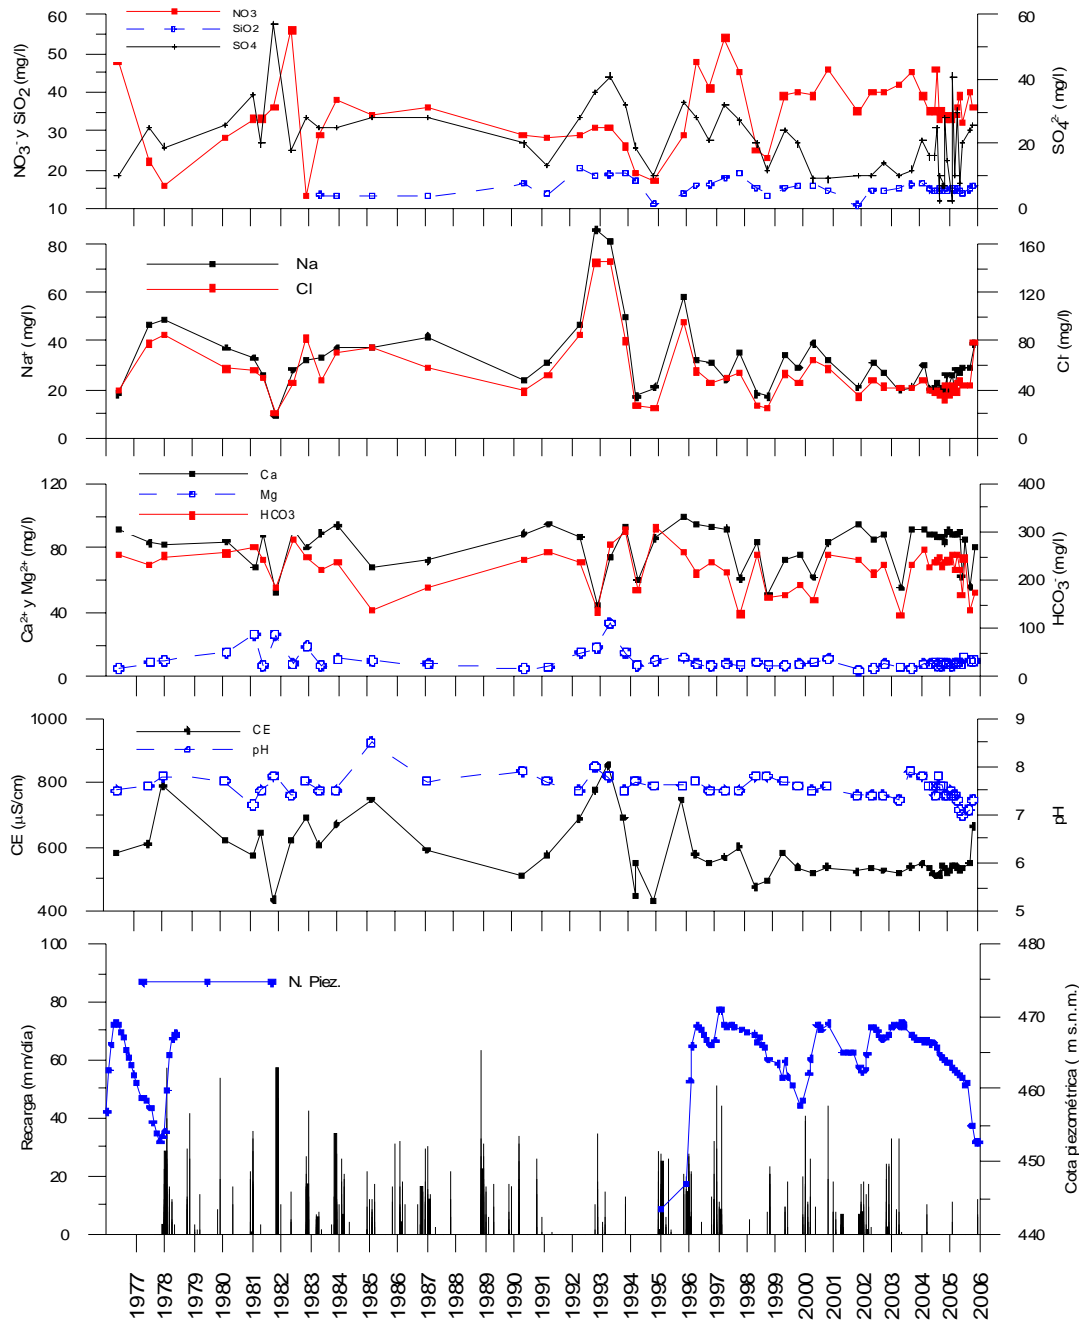 NO3
SiO2
SO4
NO₃⁻ y SiO₂ (mg/l)
60
50
40
30
20
10
60
40
20
0
SO₄²⁻ (mg/l)
Na
Cl
Na⁺ (mg/l)
80
60
40
20
0
160
120
80
40
0
Cl⁻ (mg/l)
Ca
Mg
HCO3
Ca²⁺ y Mg²⁺ (mg/l)
120
80
40
0
400
300
200
100
0
HCO₃⁻ (mg/l)
CE
pH
CE (µS/cm)
1000
800
600
400
9
8
7
6
5
pH
N. Piez.
Recarga (mm/dia)
100
80
60
40
20
0
480
470
460
450
440
Cota piezométrica ( m s.n.m.)
1977 1978 1979 1980 1981 1982 1983 1984 1985 1986 1987 1988 1989 1990 1991 1992 1993 1994 1995 1996 1997 1998 1999 2000 2001 2002 2003 2004 2005 2006